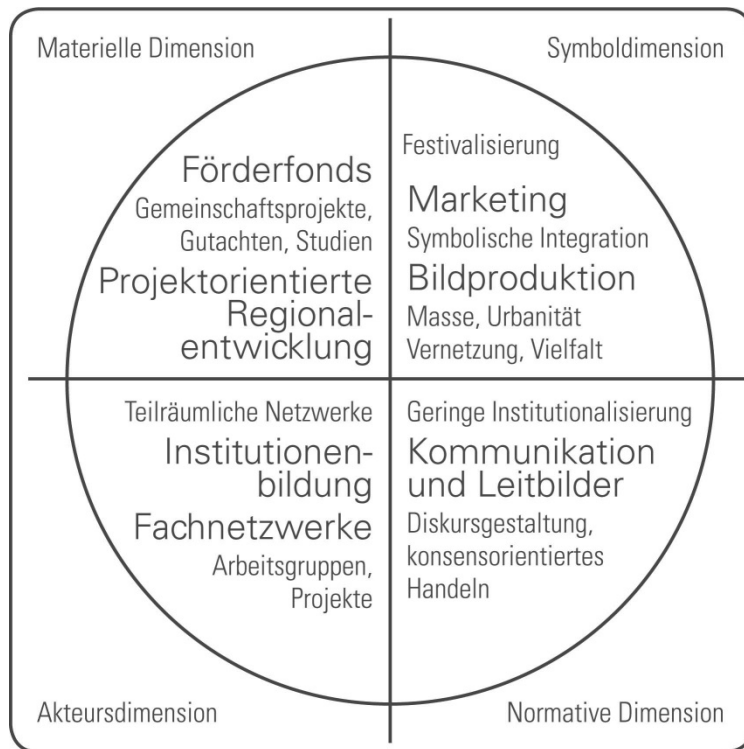 Materielle Dimension
Symboldimension
Förderfonds
Gemeinschaftsprojekte,
Gutachten, Studien
Projektorientierte
Regional-
entwicklung
Festivalisierung
Marketing
Symbolische Integration
Bildproduktion
Masse, Urbanität
Vernetzung, Vielfalt
Teilräumliche Netzwerke
Institutionen-
bildung
Fachnetzwerke
Arbeitsgruppen,
Projekte
Geringe Institutionalisierung
Kommunikation
und Leitbilder
Diskursgestaltung,
konsensorientiertes
Handeln
Akteursdimension
Normative Dimension